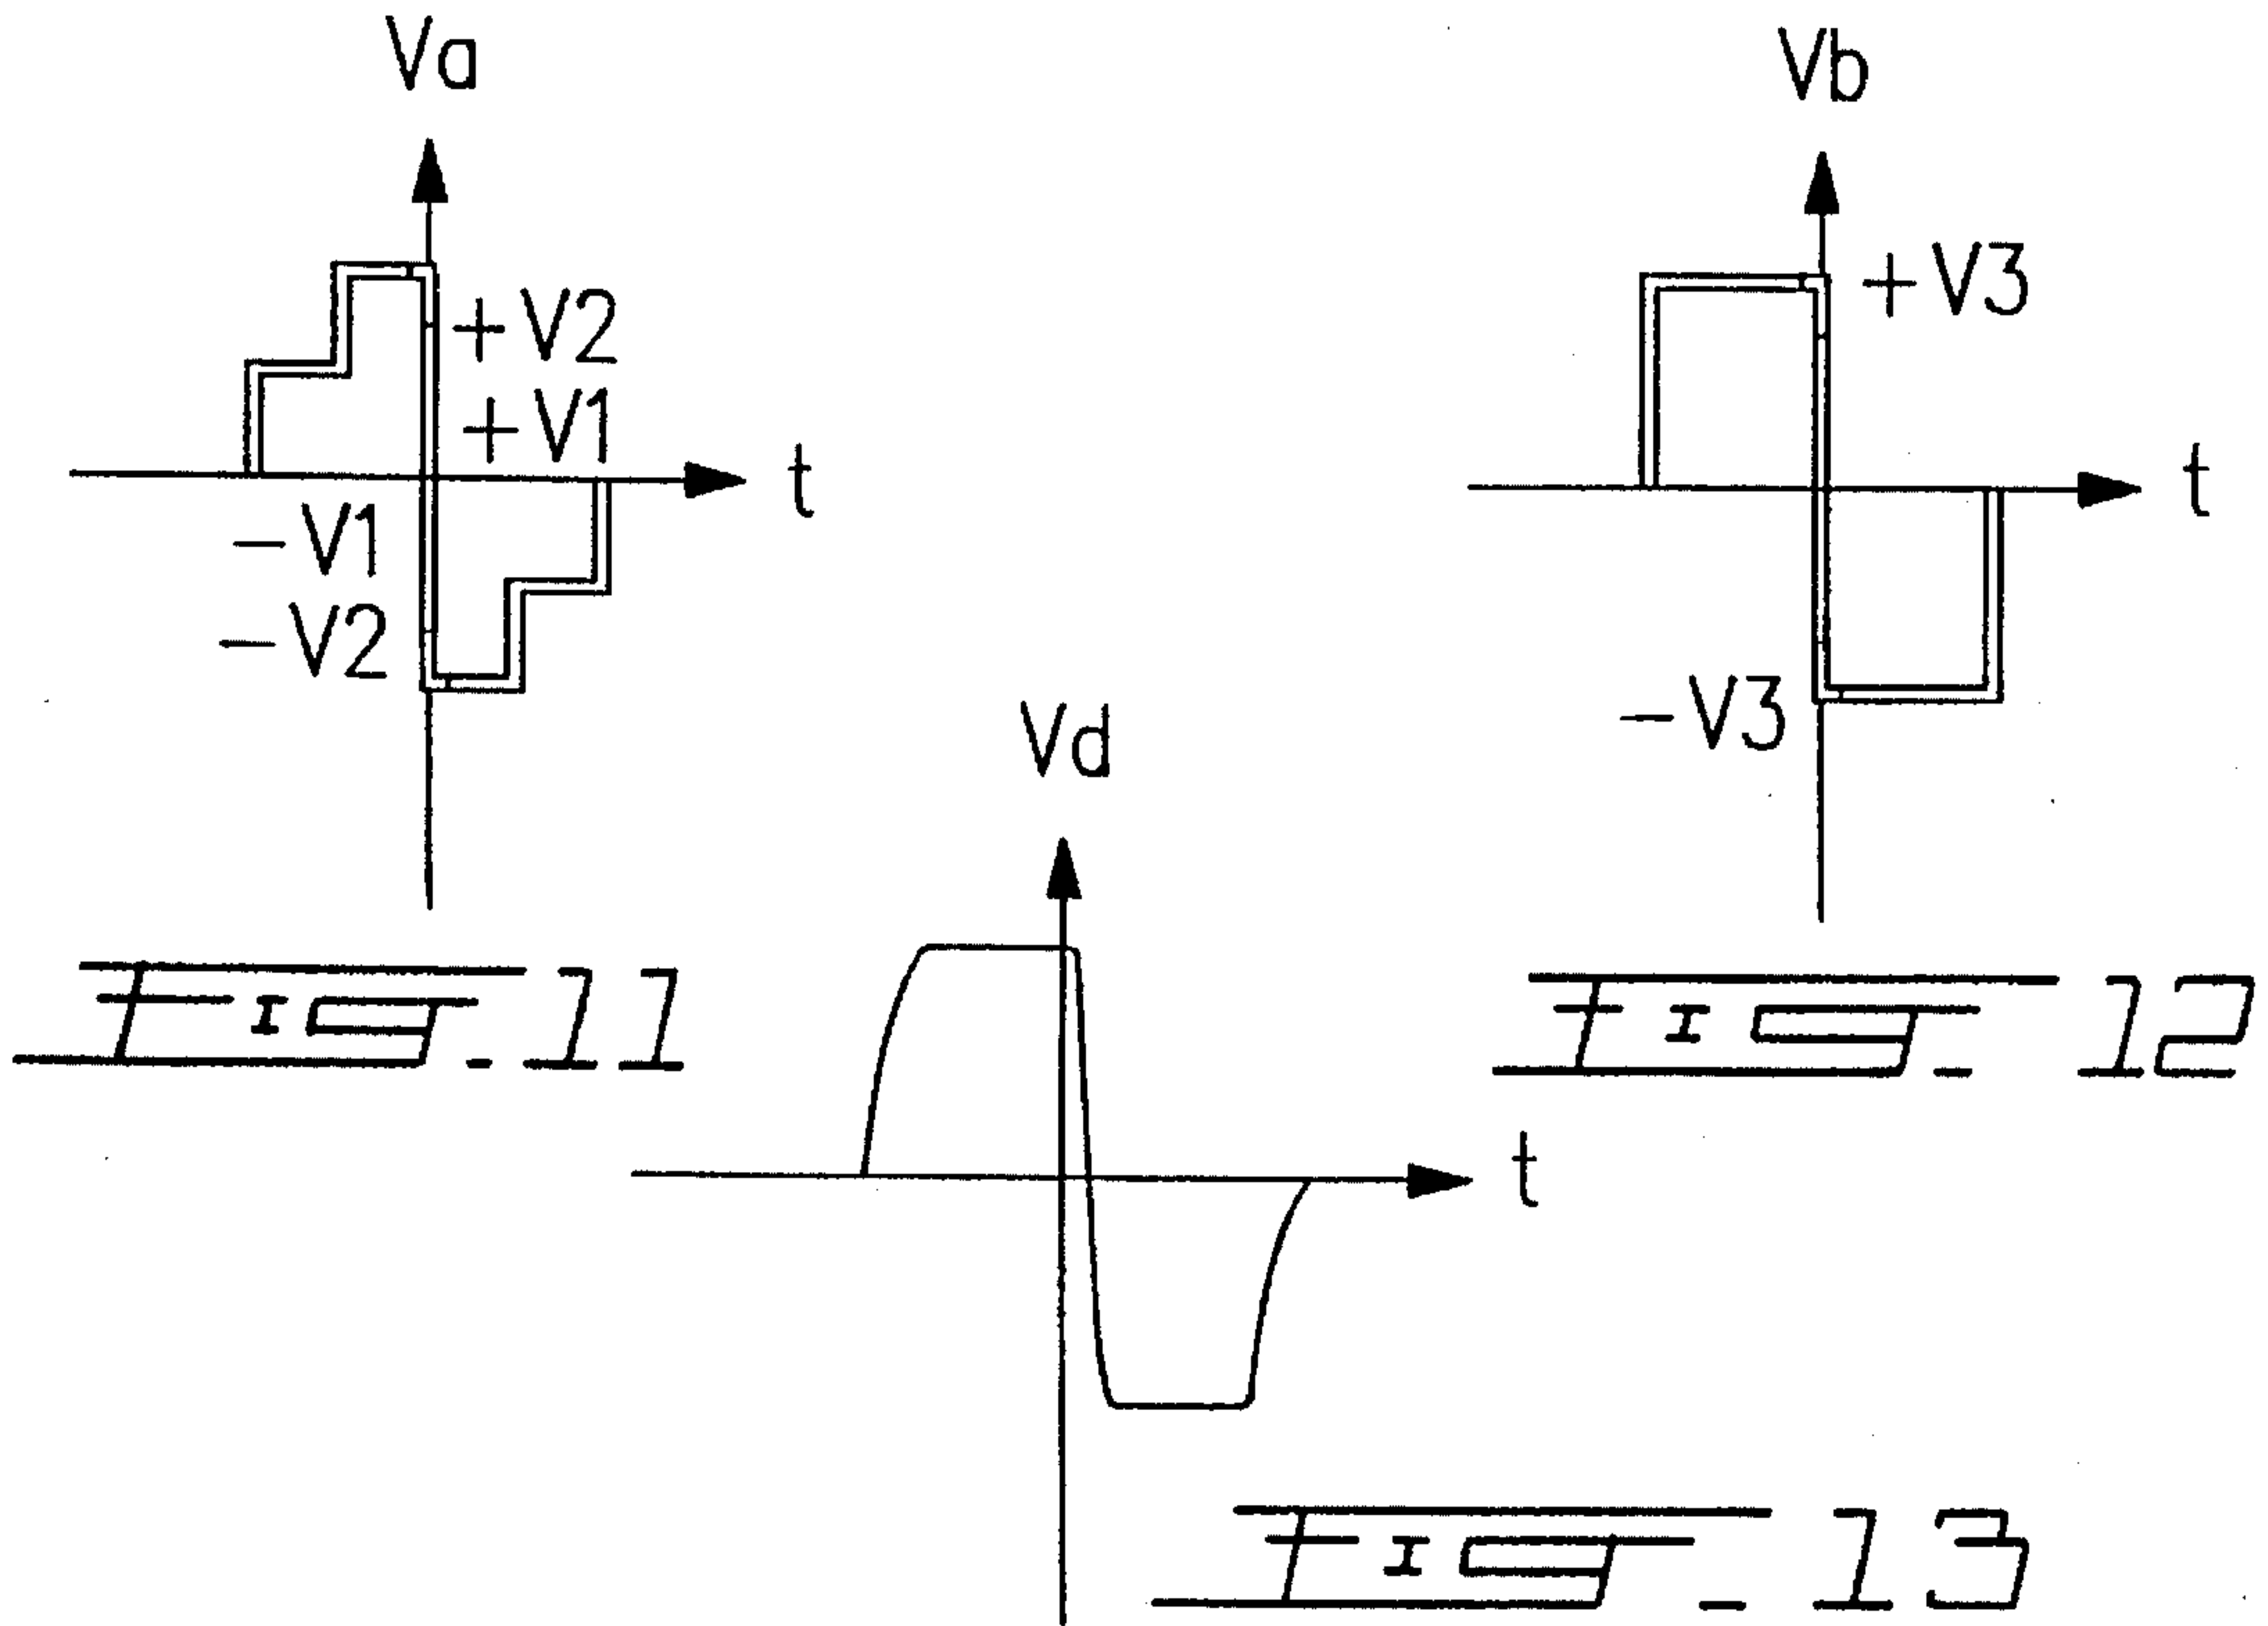 Va
+V2
+V1
t
-V1
-V2
Fig. 11
Vb
+V3
t
-V3
Fig. 12
Vd
t
Fig. 13